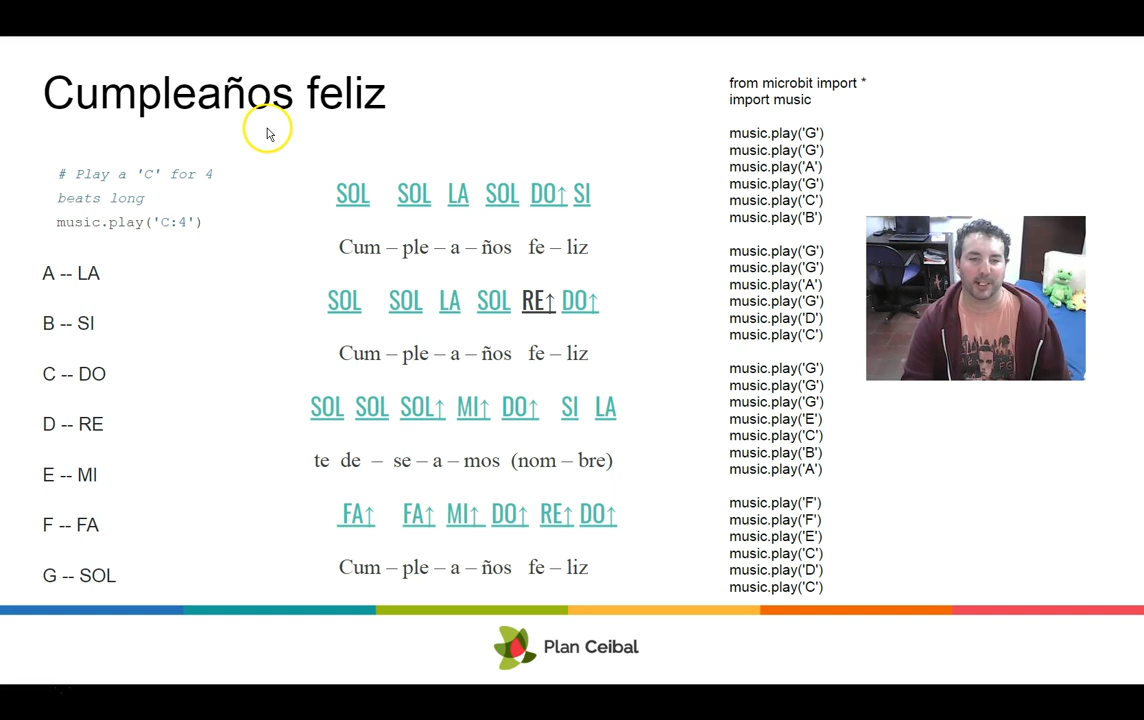 Cumpleaños feliz
# Play a 'C' for 4
beats long
music.play('C:4')
A -- LA
B -- SI
C -- DO
D -- RE
E -- MI
F -- FA
G -- SOL
SOL SOL LA SOL DO↑ SI
Cum – ple – a – ños fe – liz
SOL SOL LA SOL RE↑ DO↑
Cum – ple – a – ños fe – liz
SOL SOL SOL↑ MI↑ DO↑ SI LA
te de – se – a – mos (nom – bre)
FA↑ FA↑ MI↑ DO↑ RE↑ DO↑
Cum – ple – a – ños fe – liz
from microbit import *
import music
music.play('G')
music.play('G')
music.play('A')
music.play('G')
music.play('C')
music.play('B')
music.play('G')
music.play('G')
music.play('A')
music.play('G')
music.play('D')
music.play('C')
music.play('G')
music.play('G')
music.play('G')
music.play('E')
music.play('C')
music.play('B')
music.play('A')
music.play('F')
music.play('F')
music.play('E')
music.play('C')
music.play('D')
music.play('C')
Plan Ceibal